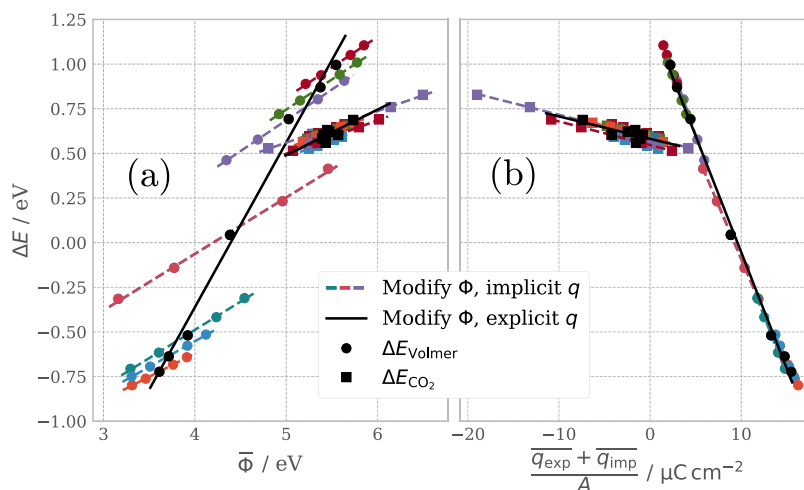 1.25
1.00
0.75
0.50
0.25
0.00
−0.25
−0.50
−0.75
−1.00
ΔE / eV
(a)
(b)
Modify Φ, implicit q
Modify Φ, explicit q
ΔE_Volmer
ΔE_CO₂
3 4 5 6
−20 −10 0 10
Φ̅ / eV
q̅_exp + q̅_imp
A / μC cm⁻²